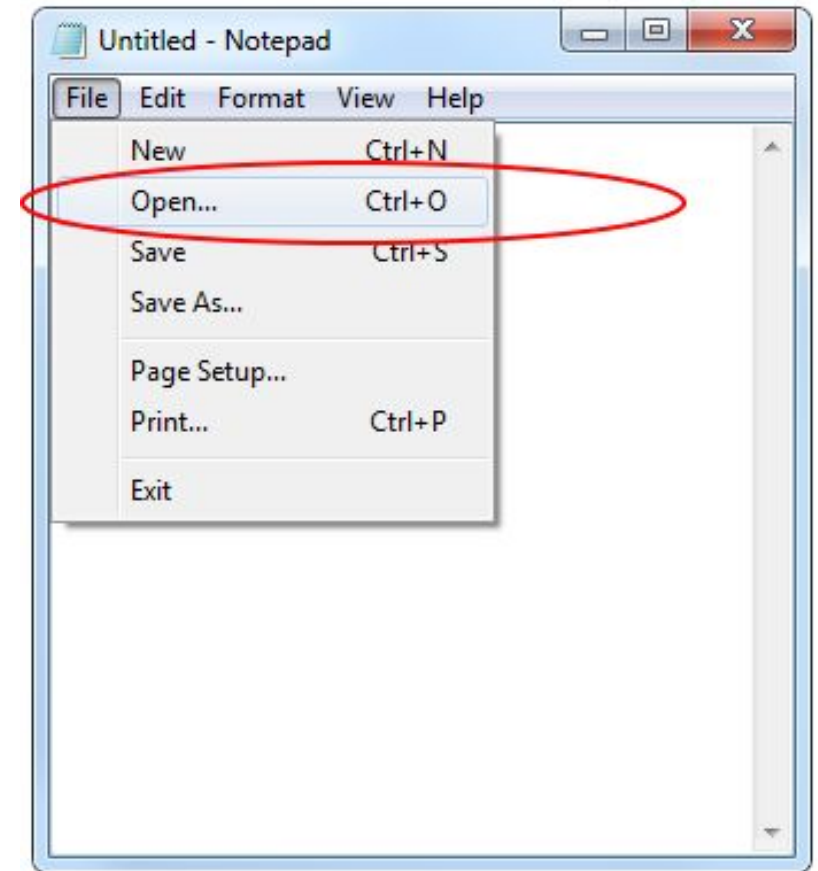 Untitled - Notepad
File Edit Format View Help
New Ctrl+N
Open... Ctrl+O
Save Ctrl+S
Save As...
Page Setup...
Print... Ctrl+P
Exit